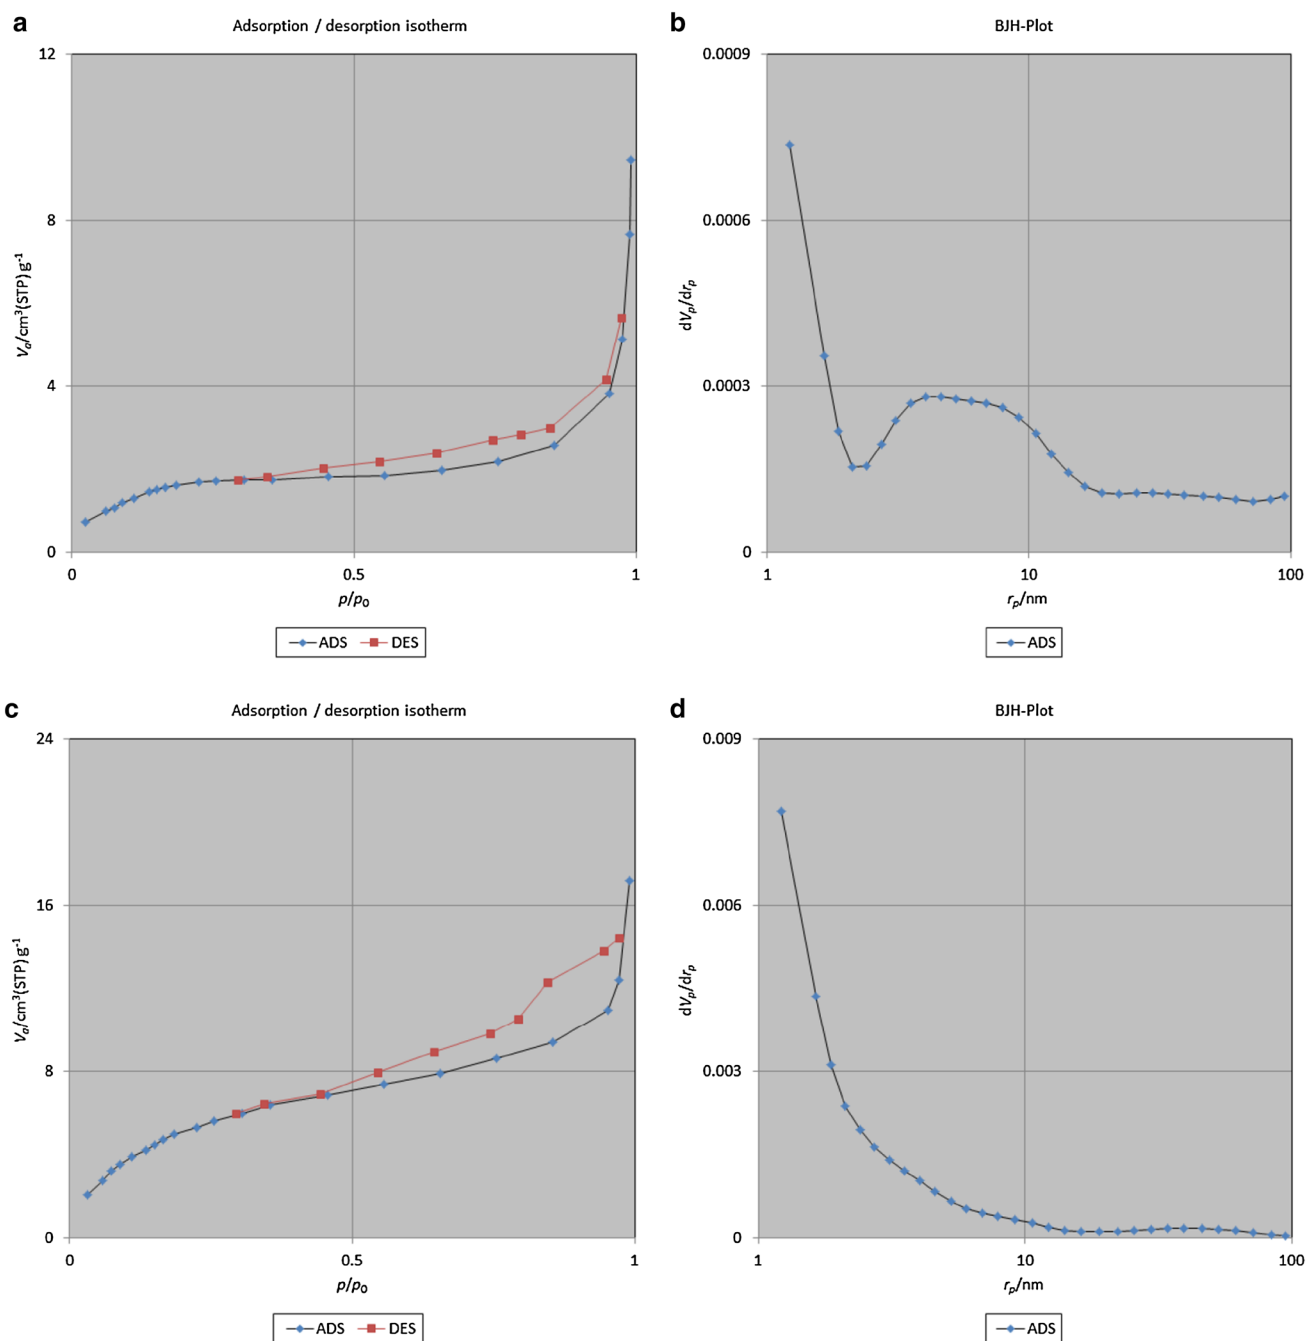 a
Adsorption / desorption isotherm
12
8
4
0
0
0.5
1
Va/cm³(STP) g⁻¹
p/p₀
ADS DES
b
BJH-Plot
0.0009
0.0006
0.0003
0
1
10
100
dVp/drp
rp/nm
ADS
c
Adsorption / desorption isotherm
24
16
8
0
0
0.5
1
Va/cm³(STP) g⁻¹
p/p₀
ADS DES
d
BJH-Plot
0.009
0.006
0.003
0
1
10
100
dVp/drp
rp/nm
ADS